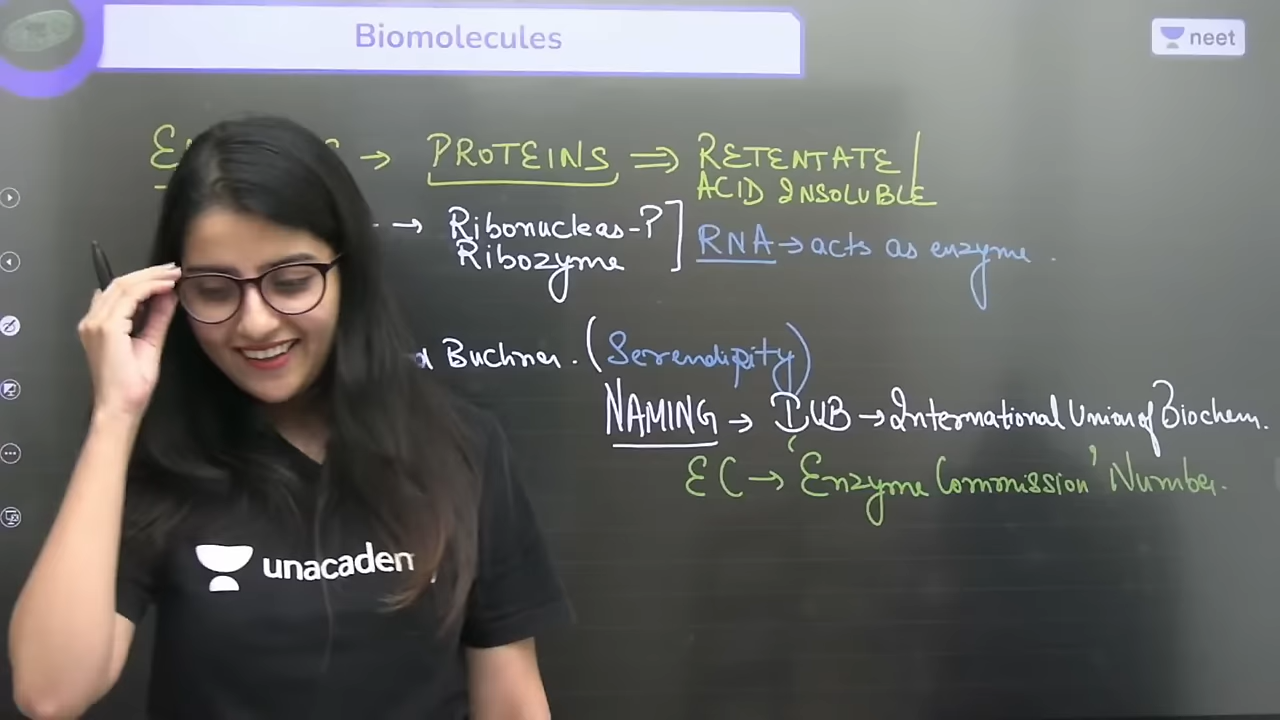 Biomolecules
neet
→ PROTEINS ⇒ RETENTATE /
ACID INSOLUBLE
→ Ribonucleas-P ] RNA → acts as enzyme.
Ribozyme
Buchner. (Serendipity)
NAMING → IUB → International Union of Biochem.
EC → 'Enzyme Commission' Number.
unacadem